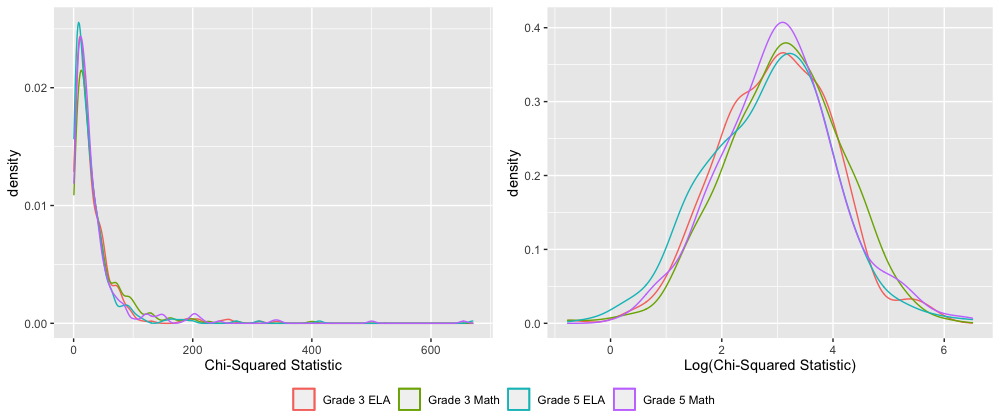 density
0.02
0.01
0.00
0
200
400
600
Chi-Squared Statistic
density
0.4
0.3
0.2
0.1
0.0
0
2
4
6
Log(Chi-Squared Statistic)
Grade 3 ELA
Grade 3 Math
Grade 5 ELA
Grade 5 Math